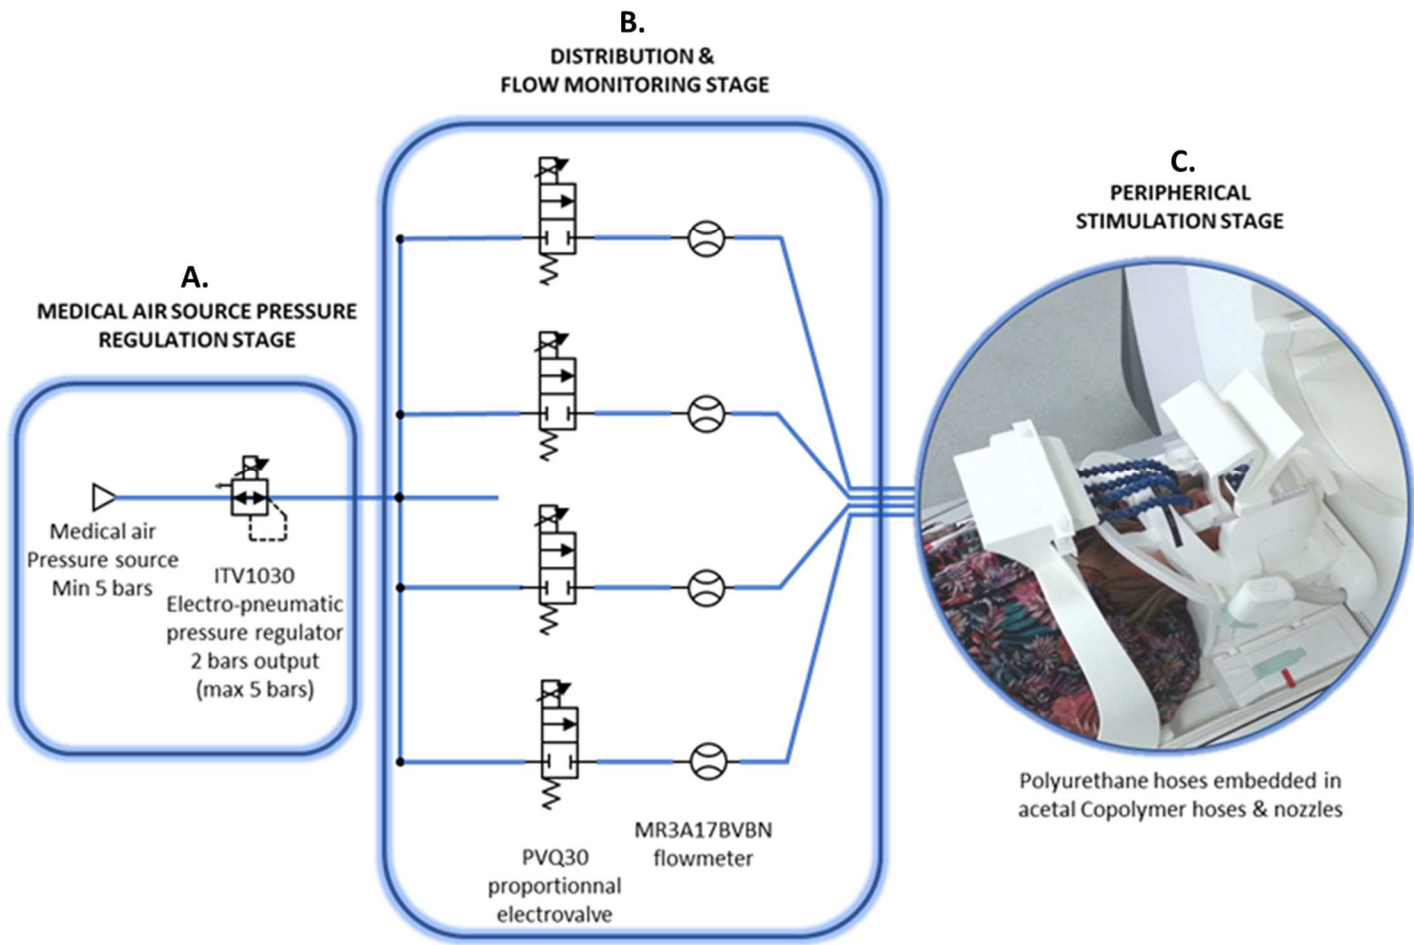 A.
MEDICAL AIR SOURCE PRESSURE
REGULATION STAGE
Medical air
Pressure source
Min 5 bars
ITV1030
Electro-pneumatic
pressure regulator
2 bars output
(max 5 bars)
B.
DISTRIBUTION &
FLOW MONITORING STAGE
PVQ30
proportionnal
electrovalve
MR3A17BVBN
flowmeter
C.
PERIPHERICAL
STIMULATION STAGE
Polyurethane hoses embedded in
acetal Copolymer hoses & nozzles